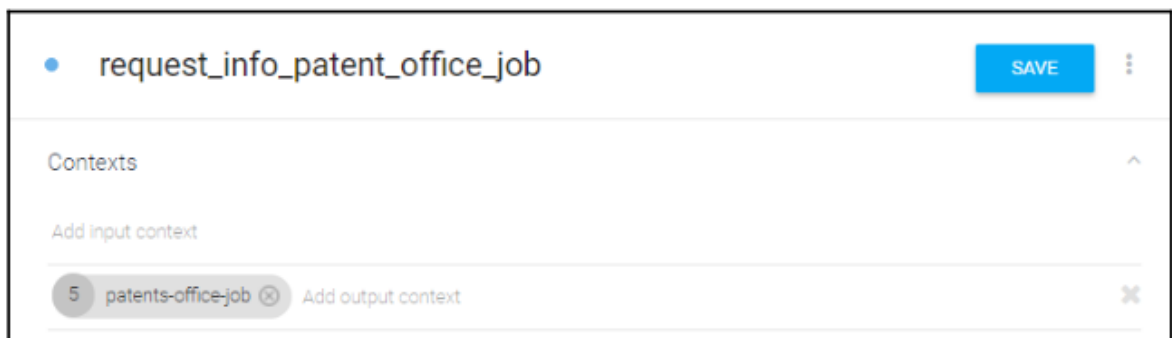 request_info_patent_office_job SAVE
Contexts
Add input context
5 patents-office-job Add output context